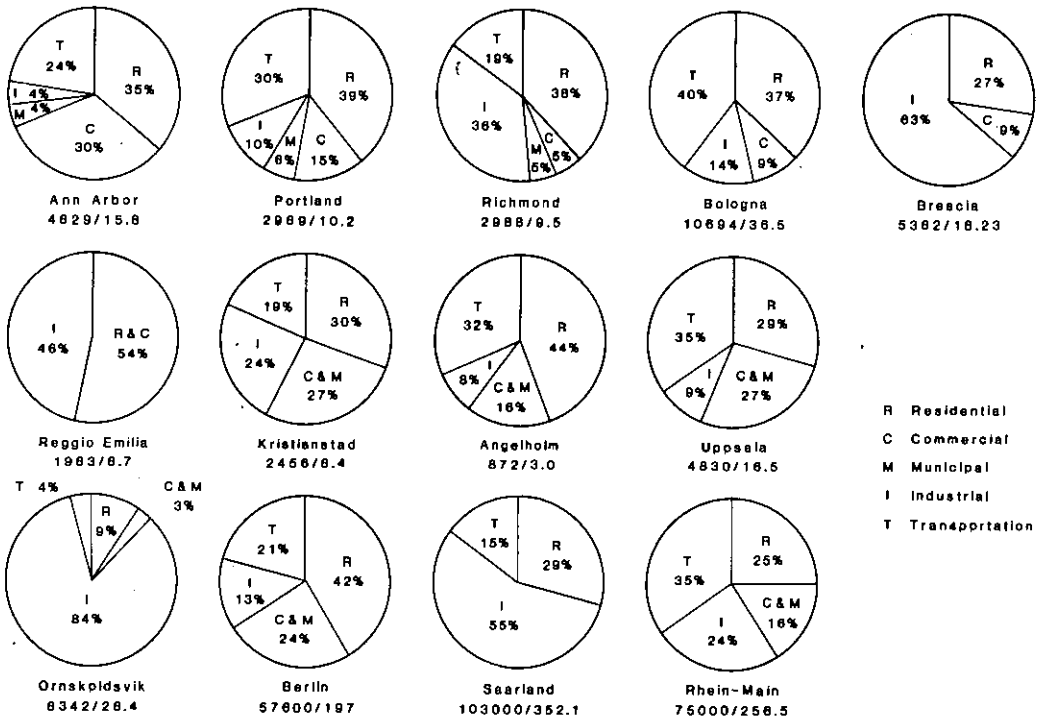 T
24%
R
35%
I 4%
M 4%
C
30%
Ann Arbor
4629/15.8
T
30%
R
39%
I
10%
M
6%
C
15%
Portland
2989/10.2
T
19%
R
38%
I
36%
M
5%
C
5%
Richmond
2986/9.5
T
40%
R
37%
I
14%
C
9%
Bologna
10694/36.5
R
27%
I
63%
C 9%
Brescia
5362/18.23
I
46%
R & C
54%
Reggio Emilia
1963/6.7
T
19%
R
30%
I
24%
C & M
27%
Kristianstad
2456/8.4
T
32%
R
44%
I
8%
C & M
16%
Angelholm
872/3.0
T
35%
R
29%
I
9%
C & M
27%
Uppsala
4830/16.5
R Residential
C Commercial
M Municipal
I Industrial
T Transportation
T 4%
R
9%
C & M
3%
I
84%
Ornskoldsvik
8342/28.4
T
21%
R
42%
I
13%
C & M
24%
Berlin
57600/197
T
15%
R
29%
I
55%
Saarland
103000/352.1
T
35%
R
25%
I
24%
C & M
16%
Rhein-Main
75000/256.5